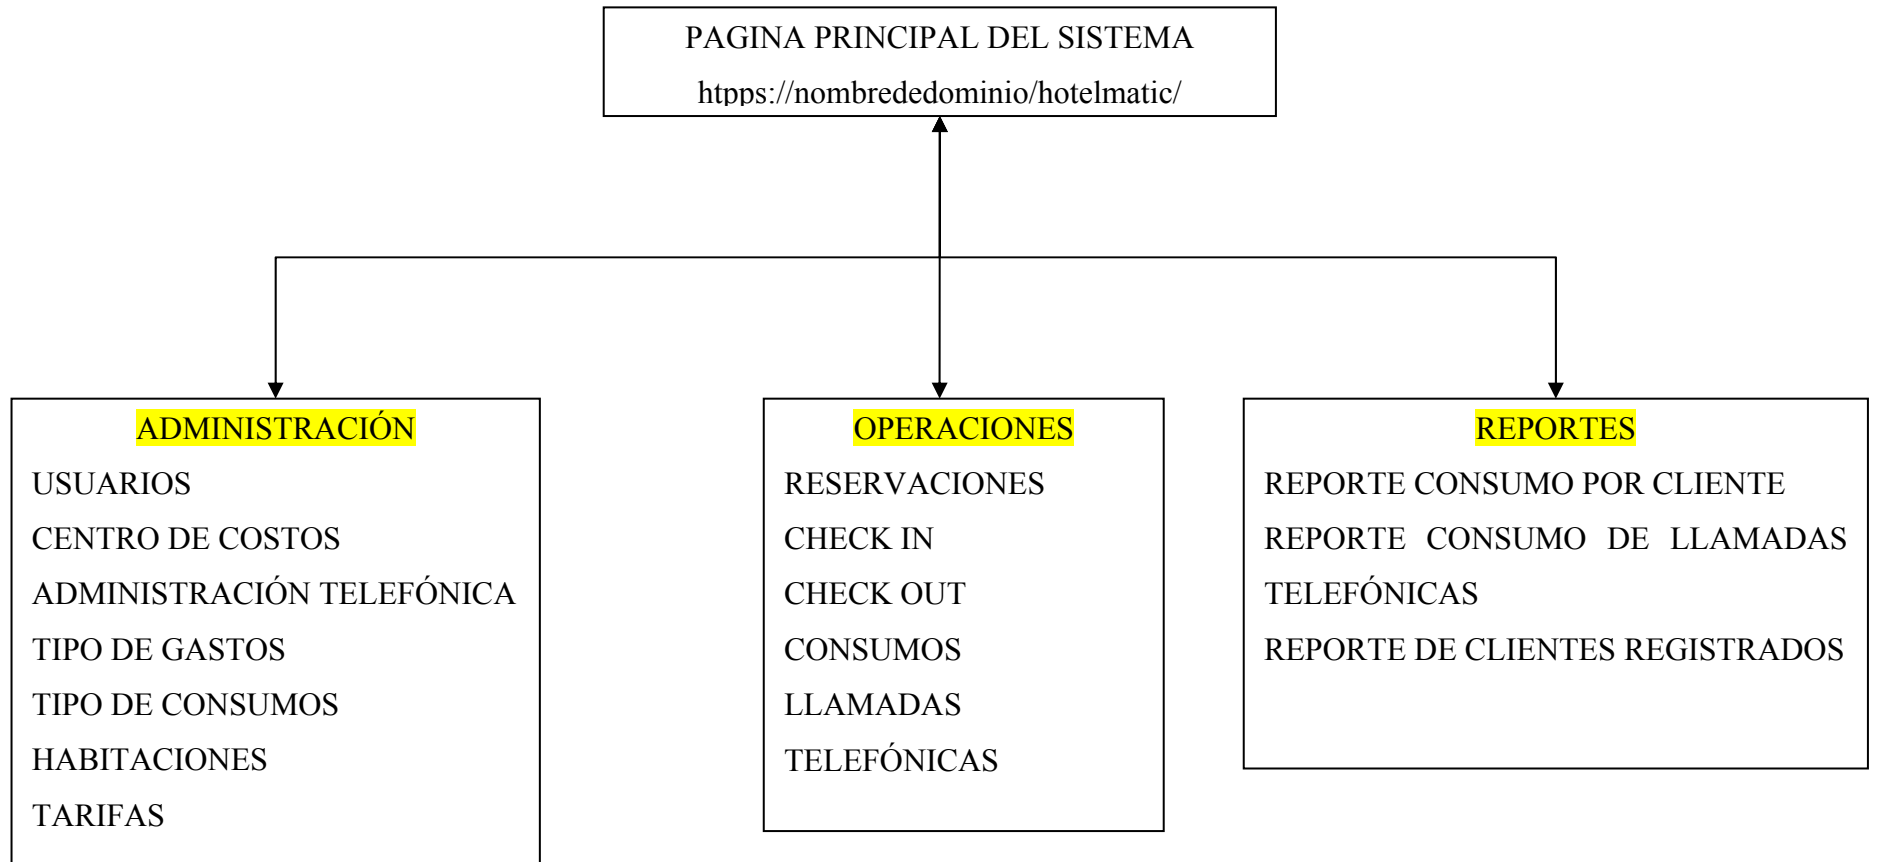 PAGINA PRINCIPAL DEL SISTEMA
htpps://nombrededominio/hotelmatic/
ADMINISTRACIÓN
USUARIOS
CENTRO DE COSTOS
ADMINISTRACIÓN TELEFÓNICA
TIPO DE GASTOS
TIPO DE CONSUMOS
HABITACIONES
TARIFAS
OPERACIONES
RESERVACIONES
CHECK IN
CHECK OUT
CONSUMOS
LLAMADAS
TELEFÓNICAS
REPORTES
REPORTE CONSUMO POR CLIENTE
REPORTE CONSUMO DE LLAMADAS
TELEFÓNICAS
REPORTE DE CLIENTES REGISTRADOS